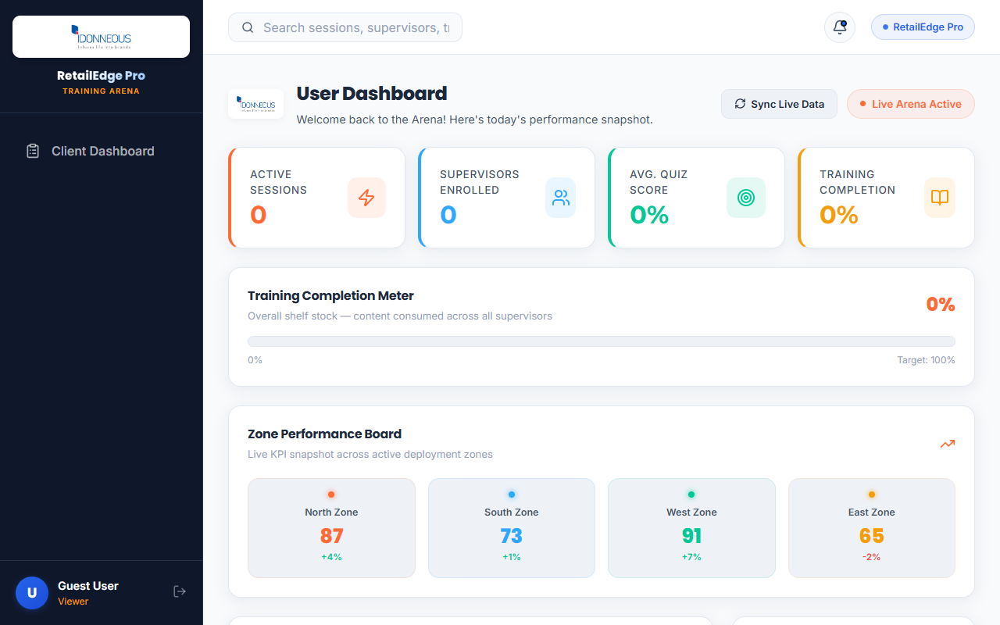 IDONNEOUS
Infuses life into brands
RetailEdge Pro
TRAINING ARENA
Client Dashboard
U
Guest User
Viewer
Search sessions, supervisors, tr
RetailEdge Pro
IDONNEOUS
Infuses life into brands
User Dashboard
Welcome back to the Arena! Here's today's performance snapshot.
Sync Live Data
Live Arena Active
ACTIVE
SESSIONS
0
SUPERVISORS
ENROLLED
0
AVG. QUIZ
SCORE
0%
TRAINING
COMPLETION
0%
Training Completion Meter
Overall shelf stock — content consumed across all supervisors
0%
0%
Target: 100%
Zone Performance Board
Live KPI snapshot across active deployment zones
North Zone
87
+4%
South Zone
73
+1%
West Zone
91
+7%
East Zone
65
-2%